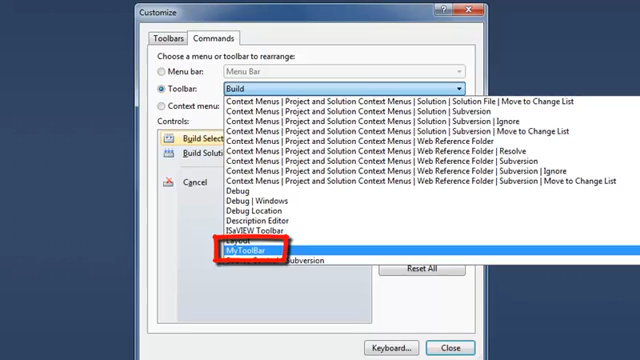 Customize
Toolbars
Commands
Choose a menu or toolbar to rearrange:
Menu bar:
Menu Bar
Toolbar:
Build
Context menu:
Context Menus | Project and Solution Context Menus | Solution | Solution File | Move to Change List
Context Menus | Project and Solution Context Menus | Solution | Subversion
Context Menus | Project and Solution Context Menus | Solution | Subversion | Ignore
Context Menus | Project and Solution Context Menus | Solution | Subversion | Move to Change List
Context Menus | Project and Solution Context Menus | Web Reference Folder
Context Menus | Project and Solution Context Menus | Web Reference Folder | Resolve
Context Menus | Project and Solution Context Menus | Web Reference Folder | Subversion
Context Menus | Project and Solution Context Menus | Web Reference Folder | Subversion | Ignore
Context Menus | Project and Solution Context Menus | Web Reference Folder | Subversion | Move to Change List
Controls:
Build Selec
Build Soluti
Cancel
Debug
Debug | Windows
Debug Location
Description Editor
ISaVIEW Toolbar
Layout
MyToolBar
Subversion
Reset All
Keyboard...
Close